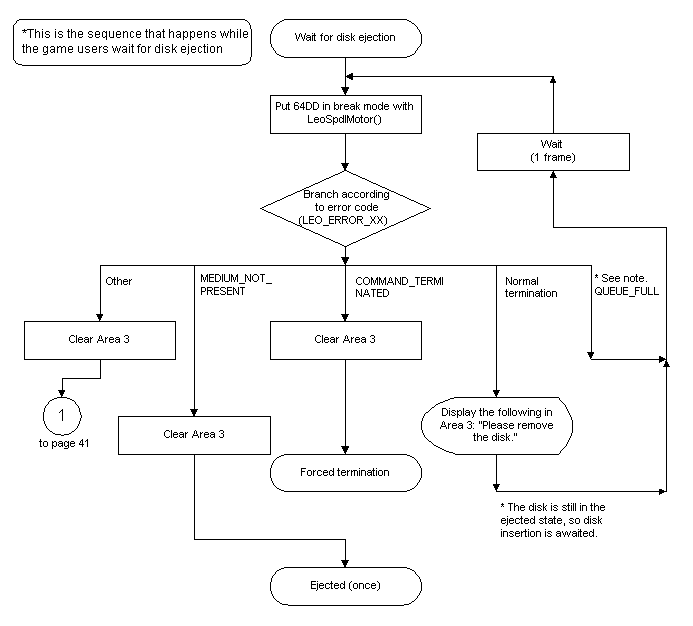 *This is the sequence that happens while
the game users wait for disk ejection
Wait for disk ejection
Put 64DD in break mode with
LeoSpdlMotor()
Wait
(1 frame)
Branch according
to error code
(LEO_ERROR_XX)
Other
MEDIUM_NOT_
PRESENT
COMMAND_TERMI
NATED
Normal
termination
* See note.
QUEUE_FULL
Clear Area 3
Clear Area 3
1
to page 41
Clear Area 3
Display the following in
Area 3: "Please remove
the disk."
Forced termination
* The disk is still in the
ejected state, so disk
insertion is awaited.
Ejected (once)